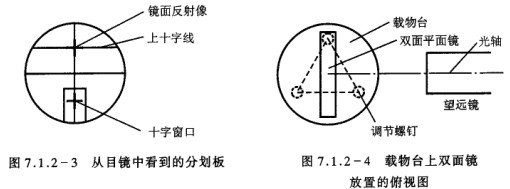 镜面反射像
上十字线
十字窗口
图 7.1.2-3 从目镜中看到的分划板
载物台
双面平面镜
光轴
望远镜
调节螺钉
图 7.1.2-4 载物台上双面镜
放置的俯视图